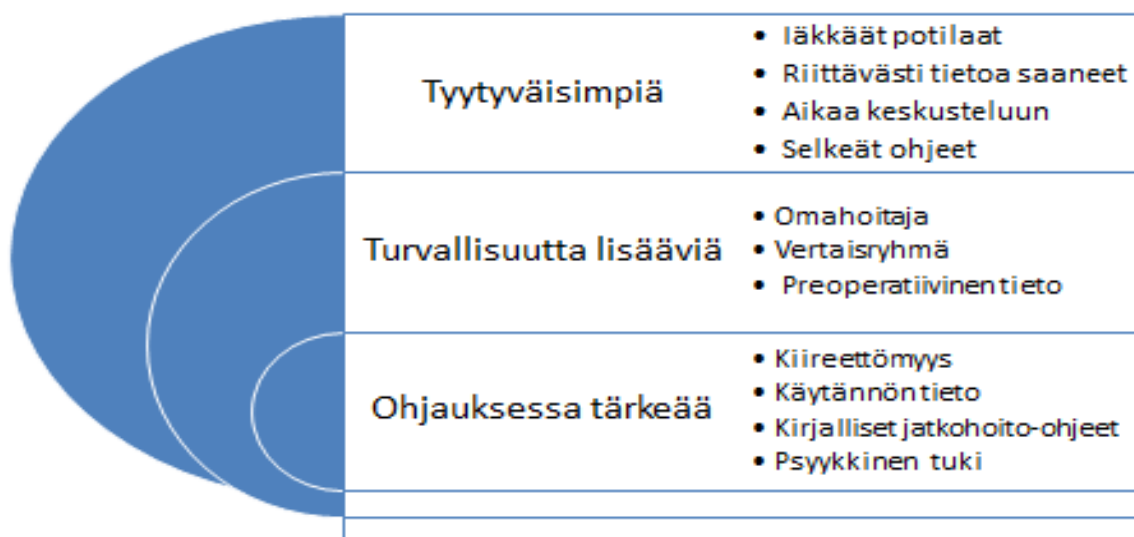 Tyytyväisimpiä
• Iäkkäät potilaat
• Riittävästi tietoa saaneet
• Aikaa keskusteluun
• Selkeät ohjeet
Turvallisuutta lisääviä
• Omahoitaja
• Vertaisryhmä
• Preoperatiivinen tieto
Ohjauksessa tärkeää
• Kiireettömyys
• Käytännön tieto
• Kirjalliset jatkohoito-ohjeet
• Psyykkinen tuki